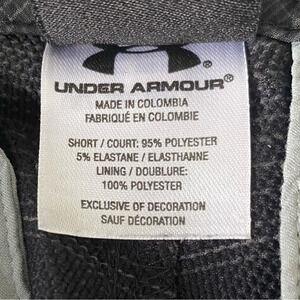 UNDER ARMOUR®
MADE IN COLOMBIA
FABRIQUÉ EN COLOMBIE
SHORT / COURT: 95% POLYESTER
5% ELASTANE / ELASTHANNE
LINING / DOUBLURE:
100% POLYESTER
EXCLUSIVE OF DECORATION
SAUF DÉCORATION